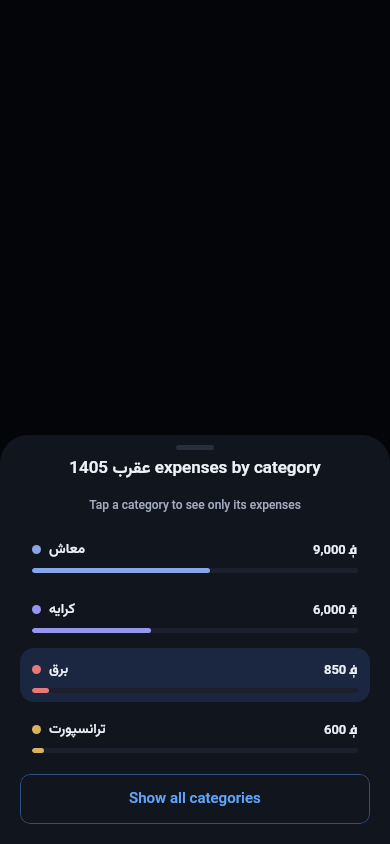 عقرب 1405 expenses by category
Tap a category to see only its expenses
معاش ؋ 9,000
کرایه ؋ 6,000
برق ؋ 850
ترانسپورت ؋ 600
Show all categories